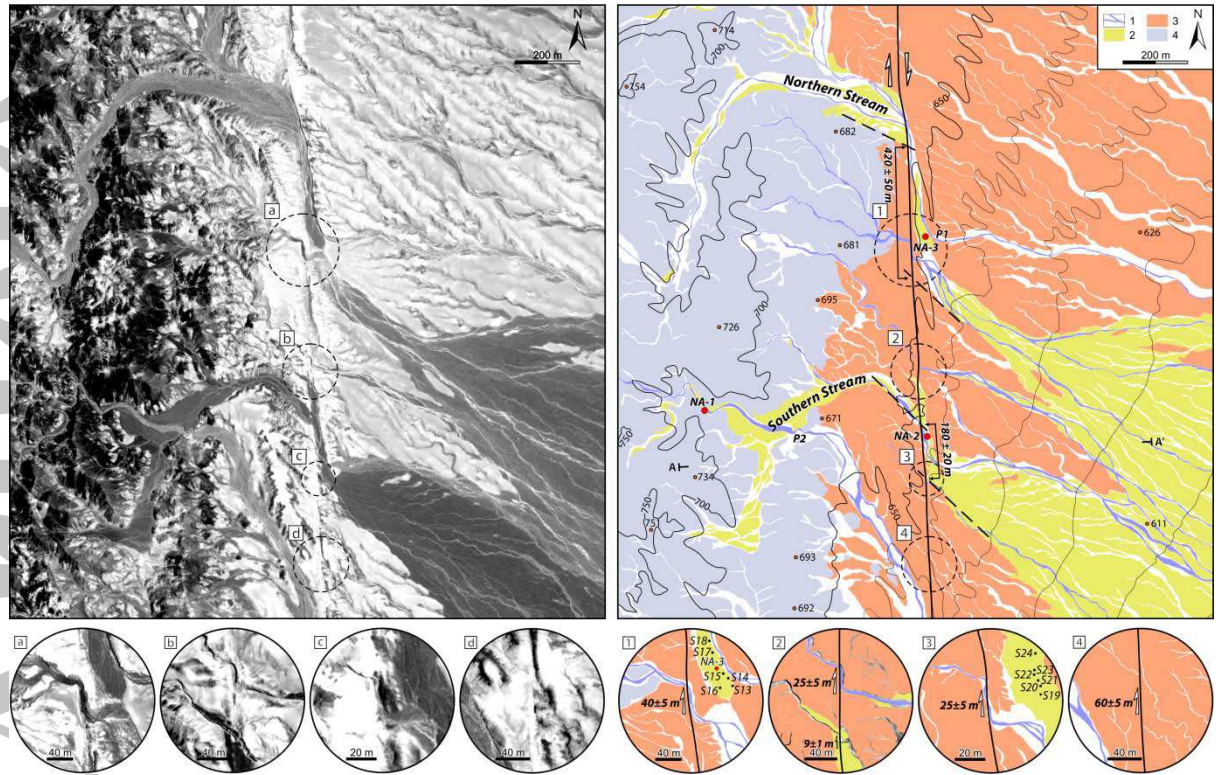 N
200 m
a
b
c
d
N
200 m
1
2
3
4
714
700
754
Northern Stream
682
650
420 ± 50 m
1
P1
NA-3
626
681
695
700
726
2
Southern Stream
NA-1
671
750
P2
NA-2
180 ± 20 m
A
A'
734
3
750
700
650
75
611
4
693
692
a
40 m
b
40 m
c
20 m
d
40 m
1
S18
S17
NA-3
S15
S14
S16
S13
40±5 m
40 m
2
25±5 m
9±1 m
40 m
3
S24
S23
S22
S21
S20
S19
25±5 m
20 m
4
60±5 m
40 m